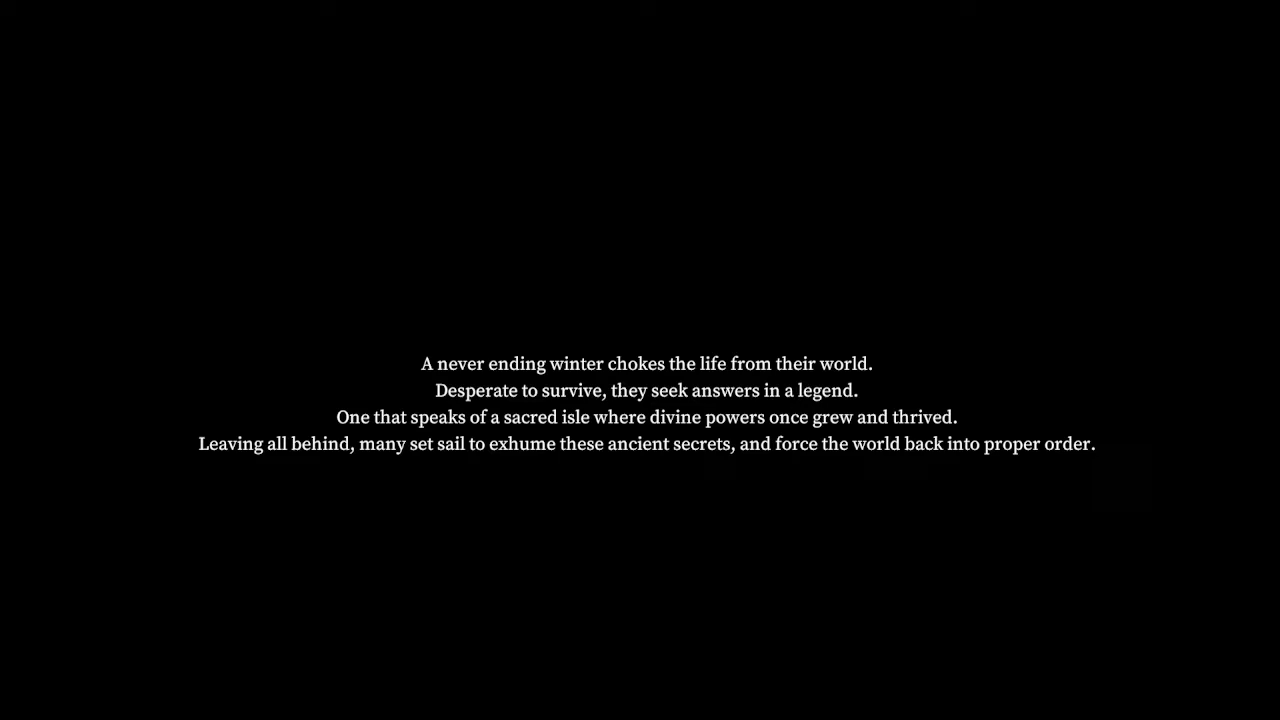 A never ending winter chokes the life from their world.
Desperate to survive, they seek answers in a legend.
One that speaks of a sacred isle where divine powers once grew and thrived.
Leaving all behind, many set sail to exhume these ancient secrets, and force the world back into proper order.